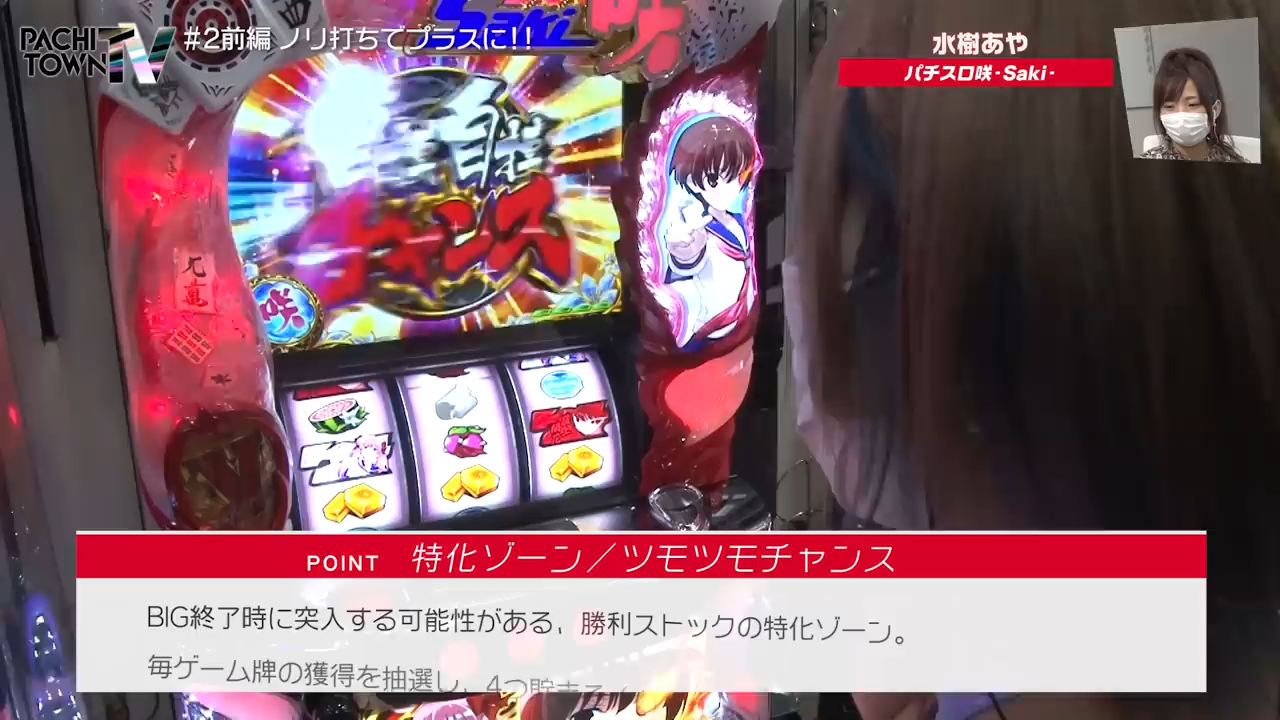 PACHI
TOWN TV
#2前編 ノリ打ちでプラスに!!
Saki
咲
水樹あや
パチスロ咲-Saki-
チャンス
九
萬
咲
POINT 特化ゾーン／ツモツモチャンス
BIG終了時に突入する可能性がある、勝利ストックの特化ゾーン。
毎ゲーム牌の獲得を抽選し、4つ貯まる